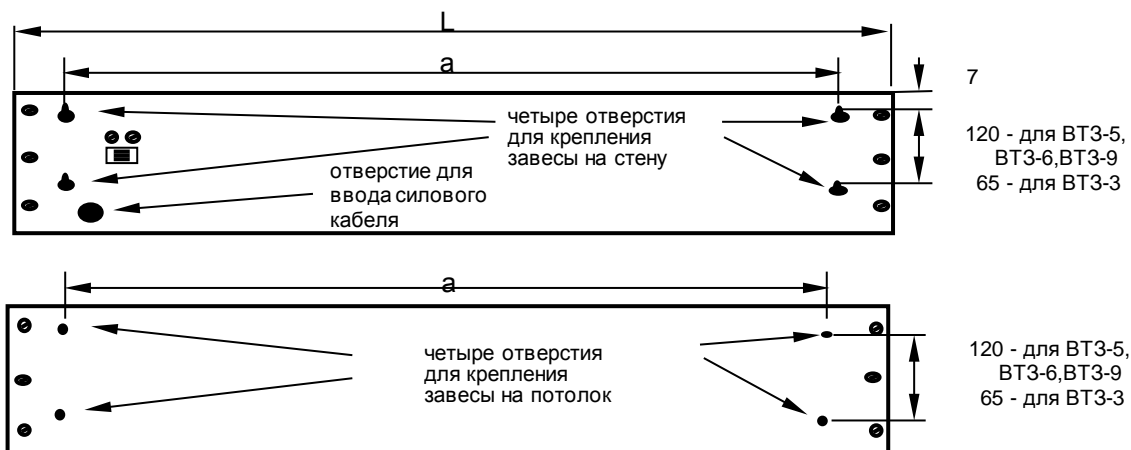 L
a
7
четыре отверстия
для крепления
завесы на стену
120 - для ВТЗ-5,
ВТЗ-6,ВТЗ-9
65 - для ВТЗ-3
отверстие для
ввода силового
кабеля
a
четыре отверстия
для крепления
завесы на потолок
120 - для ВТЗ-5,
ВТЗ-6,ВТЗ-9
65 - для ВТЗ-3